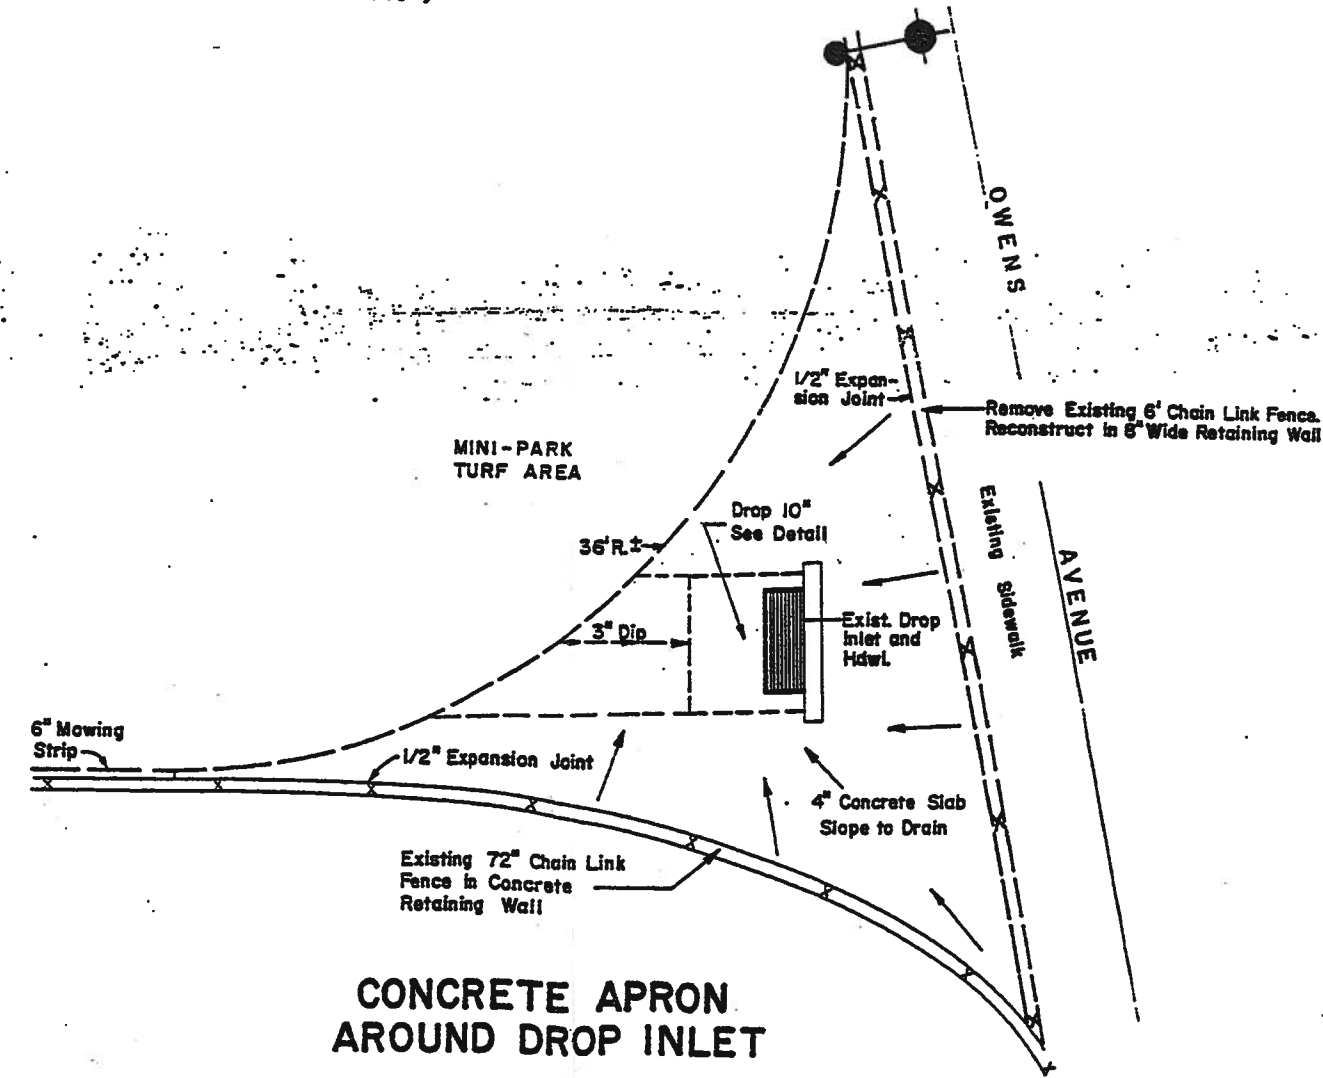 OWENS
1/2" Expan-
sion Joint
Remove Existing 6' Chain Link Fence.
Reconstruct in 8" Wide Retaining Wall
MINI-PARK
TURF AREA
Existing Sidewalk
Drop 10"
See Detail
36' R.±
AVENUE
3" Dip
Exist. Drop
Inlet and
Hdwl.
6" Mowing
Strip
1/2" Expansion Joint
4" Concrete Slab
Slope to Drain
Existing 72" Chain Link
Fence in Concrete
Retaining Wall
CONCRETE APRON
AROUND DROP INLET